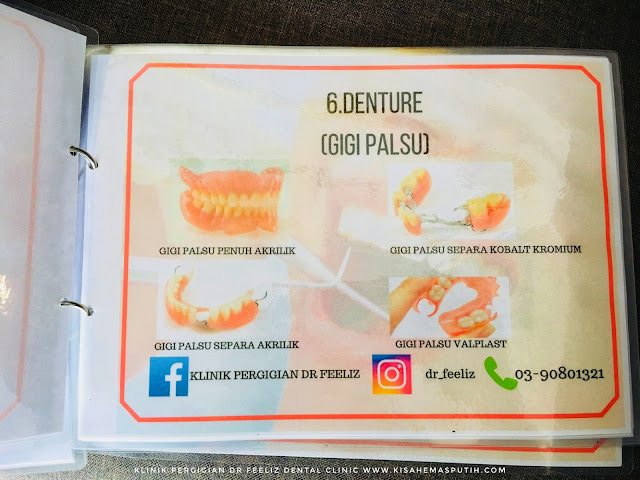 6.DENTURE
(GIGI PALSU)
GIGI PALSU PENUH AKRILIK
GIGI PALSU SEPARA KOBALT KROMIUM
GIGI PALSU SEPARA AKRILIK
GIGI PALSU VALPLAST
KLINIK PERGIGIAN DR FEELIZ
dr_feeliz
03-90801321
KLINIK PERGIGIAN DR FEELIZ DENTAL CLINIC WWW.KISAHEMASPUTIH.COM